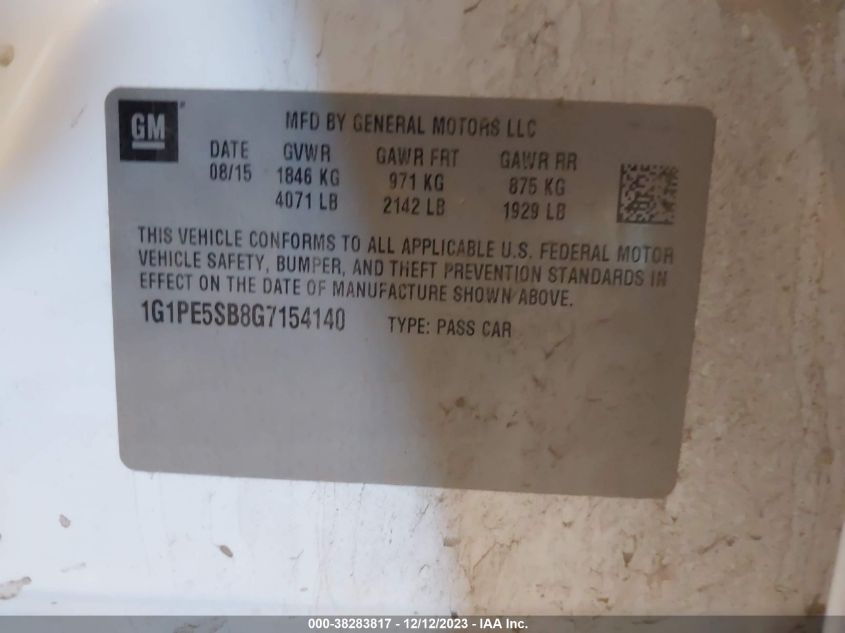 GM
MFD BY GENERAL MOTORS LLC
DATE GVWR GAWR FRT GAWR RR
08/15 1846 KG 971 KG 875 KG
4071 LB 2142 LB 1929 LB
THIS VEHICLE CONFORMS TO ALL APPLICABLE U.S. FEDERAL MOTOR
VEHICLE SAFETY, BUMPER, AND THEFT PREVENTION STANDARDS IN
EFFECT ON THE DATE OF MANUFACTURE SHOWN ABOVE.
1G1PE5SB8G7154140 TYPE: PASS CAR
000-38283817 - 12/12/2023 - IAA Inc.